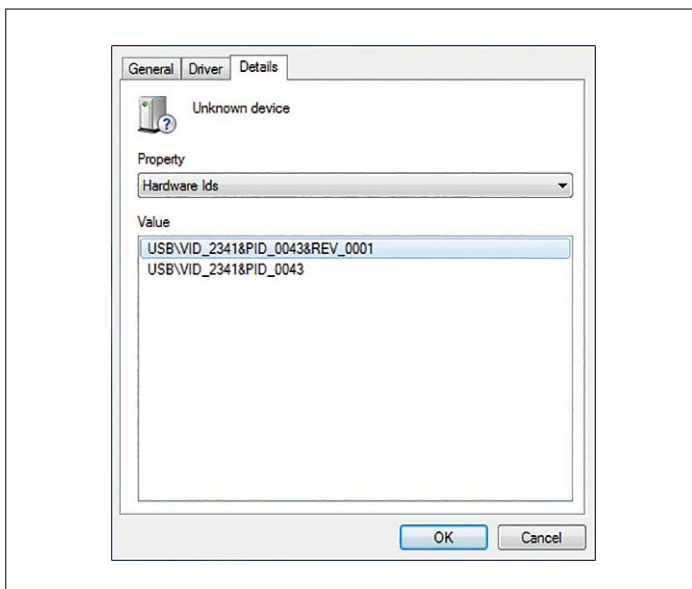 General Driver Details
Unknown device
Property
Hardware Ids
Value
USB\VID_2341&PID_0043&REV_0001
USB\VID_2341&PID_0043
OK Cancel